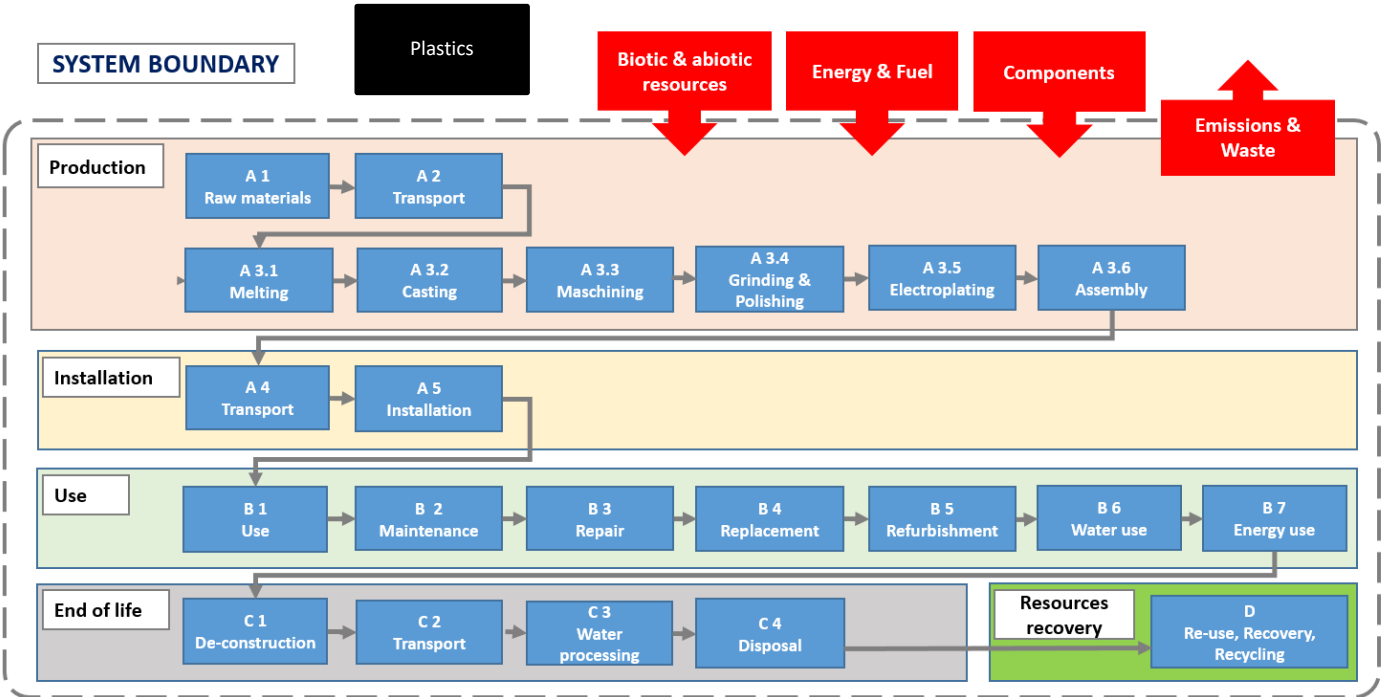 Plastics
SYSTEM BOUNDARY
Biotic & abiotic
resources
Energy & Fuel
Components
Emissions &
Waste
Production
A 1
Raw materials
A 2
Transport
A 3.1
Melting
A 3.2
Casting
A 3.3
Maschining
A 3.4
Grinding &
Polishing
A 3.5
Electroplating
A 3.6
Assembly
Installation
A 4
Transport
A 5
Installation
Use
B 1
Use
B 2
Maintenance
B 3
Repair
B 4
Replacement
B 5
Refurbishment
B 6
Water use
B 7
Energy use
End of life
C 1
De-construction
C 2
Transport
C 3
Water
processing
C 4
Disposal
Resources
recovery
D
Re-use, Recovery,
Recycling